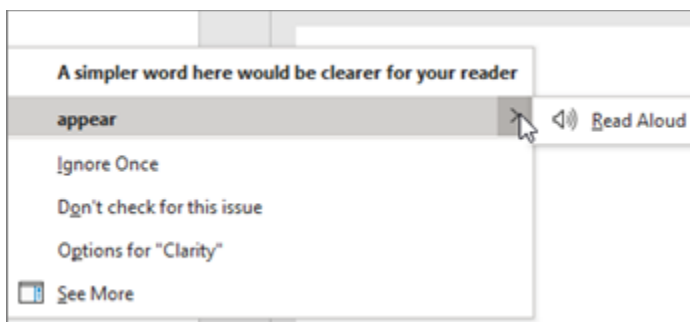 A simpler word here would be clearer for your reader
appear
Read Aloud
Ignore Once
Don't check for this issue
Options for "Clarity"
See More